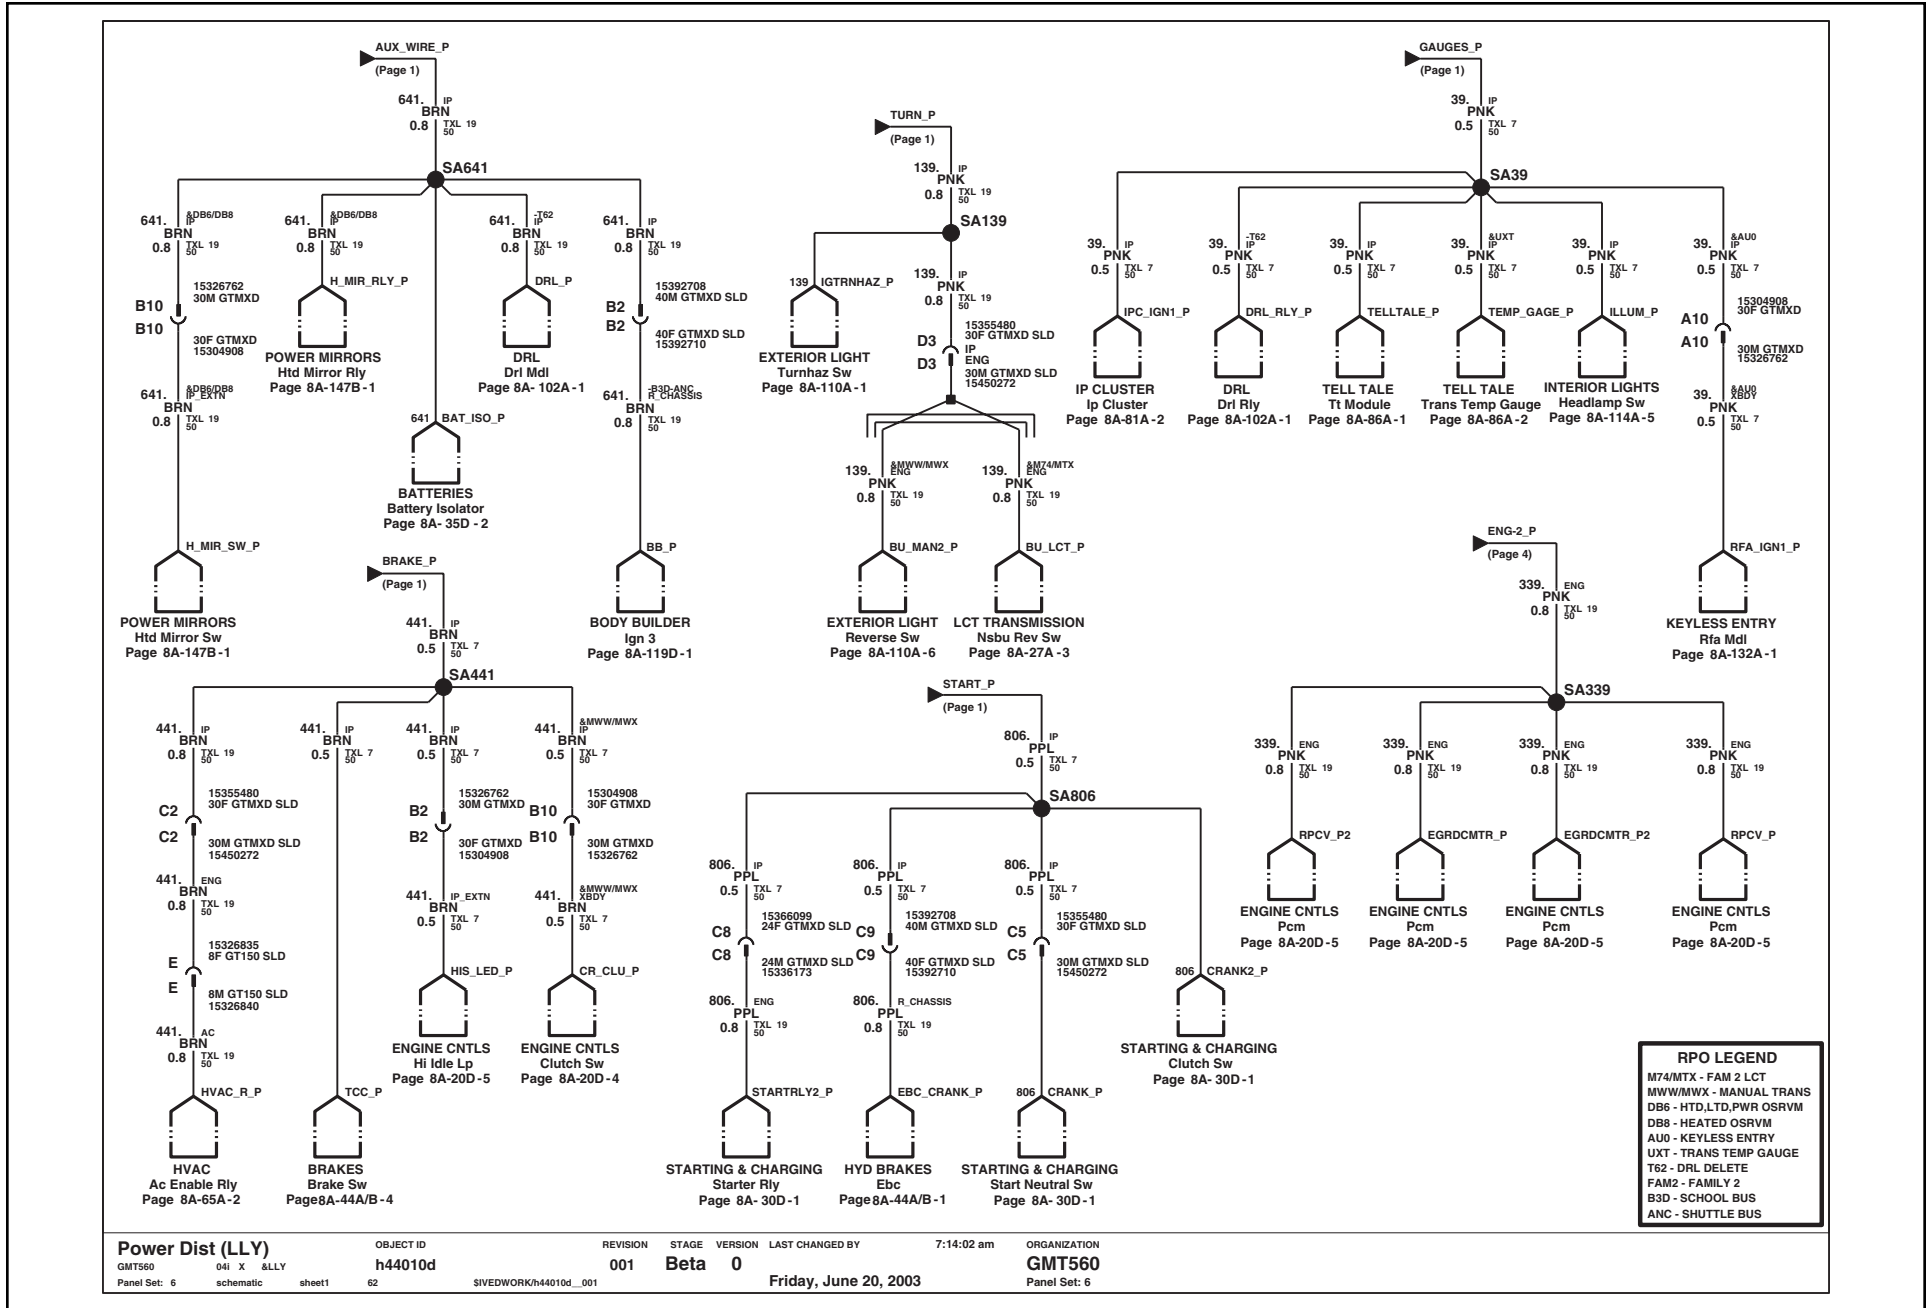 AUX_WIRE_P
(Page 1)
641. IP
BRN
0.8 TXL 19
50
SA641
641. &DB6/DB8
IP
BRN
0.8 TXL 19
50
15326762
30M GTMXD
B10
B10
30F GTMXD
15304908
641. &DB6/DB8
IP_EXTN
BRN
0.8 TXL 19
50
H_MIR_SW_P
POWER MIRRORS
Htd Mirror Sw
Page 8A-147B-1
641. &DB6/DB8
IP
BRN
0.8 TXL 19
50
H_MIR_RLY_P
POWER MIRRORS
Htd Mirror Rly
Page 8A-147B-1
641 BAT_ISO_P
BATTERIES
Battery Isolator
Page 8A- 35D - 2
641. -T62
IP
BRN
0.8 TXL 19
50
DRL_P
DRL
Drl Mdl
Page 8A- 102A-1
641. IP
BRN
0.8 TXL 19
50
15392708
40M GTMXD SLD
B2
B2
40F GTMXD SLD
15392710
641. -B3D-ANC
R_CHASSIS
BRN
0.8 TXL 19
50
BB_P
BODY BUILDER
Ign 3
Page 8A-119D-1
TURN_P
(Page 1)
139. IP
PNK
0.8 TXL 19
50
SA139
139 IGTRNHAZ_P
EXTERIOR LIGHT
Turnhaz Sw
Page 8A-110A-1
139. IP
PNK
0.8 TXL 19
50
15355480
30F GTMXD SLD
D3 IP
D3 ENG
30M GTMXD SLD
15450272
139. &MWW/MWX
ENG
PNK
0.8 TXL 19
50
BU_MAN2_P
EXTERIOR LIGHT
Reverse Sw
Page 8A-110A-6
139. &M74/MTX
ENG
PNK
0.8 TXL 19
50
BU_LCT_P
LCT TRANSMISSION
Nsbu Rev Sw
Page 8A-27A-3
GAUGES_P
(Page 1)
39. IP
PNK
0.5 TXL 7
50
SA39
39. IP
PNK
0.5 TXL 7
50
IPC_IGN1_P
IP CLUSTER
Ip Cluster
Page 8A-81A-2
39. -T62
IP
PNK
0.5 TXL 7
50
DRL_RLY_P
DRL
Drl Rly
Page 8A-102A-1
39. IP
PNK
0.5 TXL 7
50
TELLTALE_P
TELL TALE
Tt Module
Page 8A-86A-1
39. &UXT
IP
PNK
0.5 TXL 7
50
TEMP_GAGE_P
TELL TALE
Trans Temp Gauge
Page 8A-86A-2
39. IP
PNK
0.5 TXL 7
50
ILLUM_P
INTERIOR LIGHTS
Headlamp Sw
Page 8A-114A-5
39. &AU0
IP
PNK
0.5 TXL 7
50
15304908
30F GTMXD
A10
A10
30M GTMXD
15326762
39. &AU0
XBDY
PNK
0.5 TXL 7
50
RFA_IGN1_P
KEYLESS ENTRY
Rfa Mdl
Page 8A-132A-1
BRAKE_P
(Page 1)
441. IP
BRN
0.5 TXL 7
50
SA441
441. IP
BRN
0.8 TXL 19
50
15355480
30F GTMXD SLD
C2
C2
30M GTMXD SLD
15450272
441. ENG
BRN
0.8 TXL 19
50
15326835
8F GT150 SLD
E
E
8M GT150 SLD
15326840
441. AC
BRN
0.8 TXL 19
50
HVAC_R_P
HVAC
Ac Enable Rly
Page 8A-65A-2
441. IP
BRN
0.5 TXL 7
50
TCC_P
BRAKES
Brake Sw
Page8A-44A/B-4
441. IP
BRN
0.5 TXL 7
50
15326762
30M GTMXD
B2
B2
30F GTMXD
15304908
441. IP_EXTN
BRN
0.5 TXL 7
50
HIS_LED_P
ENGINE CNTLS
Hi Idle Lp
Page 8A-20D-5
441. &MWW/MWX
IP
BRN
0.5 TXL 7
50
15304908
30F GTMXD
B10
B10
30M GTMXD
15326762
441. &MWW/MWX
XBDY
BRN
0.5 TXL 7
50
CR_CLU_P
ENGINE CNTLS
Clutch Sw
Page 8A-20D-4
START_P
(Page 1)
806. IP
PPL
0.5 TXL 7
50
SA806
806. IP
PPL
0.5 TXL 7
50
15366099
24F GTMXD SLD
C8
C8
24M GTMXD SLD
15336173
806. ENG
PPL
0.8 TXL 19
50
STARTRLY2_P
STARTING & CHARGING
Starter Rly
Page 8A- 30D-1
806. IP
PPL
0.5 TXL 7
50
15392708
40M GTMXD SLD
C9
C9
40F GTMXD SLD
15392710
806. R_CHASSIS
PPL
0.8 TXL 19
50
EBC_CRANK_P
HYD BRAKES
Ebc
Page8A-44A/B-1
806. IP
PPL
0.5 TXL 7
50
15355480
30F GTMXD SLD
C5
C5
30M GTMXD SLD
15450272
806 CRANK_P
STARTING & CHARGING
Start Neutral Sw
Page 8A- 30D-1
806 CRANK2_P
STARTING & CHARGING
Clutch Sw
Page 8A- 30D-1
ENG-2_P
(Page 4)
339. ENG
PNK
0.8 TXL 19
50
SA339
339. ENG
PNK
0.8 TXL 19
50
RPCV_P2
ENGINE CNTLS
Pcm
Page 8A-20D-5
339. ENG
PNK
0.8 TXL 19
50
EGRDCMTR_P
ENGINE CNTLS
Pcm
Page 8A-20D-5
339. ENG
PNK
0.8 TXL 19
50
EGRDCMTR_P2
ENGINE CNTLS
Pcm
Page 8A-20D-5
339. ENG
PNK
0.8 TXL 19
50
RPCV_P
ENGINE CNTLS
Pcm
Page 8A-20D-5
RPO LEGEND
M74/MTX - FAM 2 LCT
MWW/MWX - MANUAL TRANS
DB6 - HTD,LTD,PWR OSRVM
DB8 - HEATED OSRVM
AU0 - KEYLESS ENTRY
UXT - TRANS TEMP GAUGE
T62 - DRL DELETE
FAM2 - FAMILY 2
B3D - SCHOOL BUS
ANC - SHUTTLE BUS
Power Dist (LLY) OBJECT ID REVISION STAGE VERSION LAST CHANGED BY 7:14:02 am ORGANIZATION
GMT560 04i X &LLY h44010d 001 Beta 0 GMT560
Panel Set: 6 schematic sheet1 62 $IVEDWORK/h44010d__001 Friday, June 20, 2003 Panel Set: 6